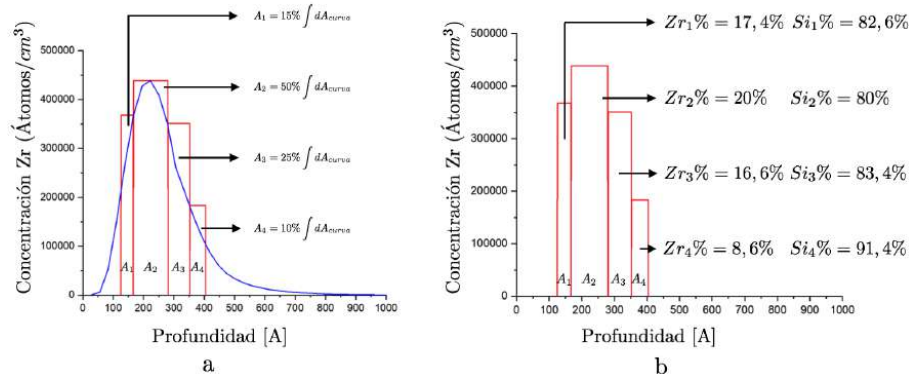 A₁ = 15% ∫ dA_curva
A₂ = 50% ∫ dA_curva
A₃ = 25% ∫ dA_curva
A₄ = 10% ∫ dA_curva
Concentración Zr (Átomos/cm³)
500000
400000
300000
200000
100000
0
A₁ A₂ A₃ A₄
0 100 200 300 400 500 600 700 800 900 1000
Profundidad [A]
a
Zr₁% = 17,4% Si₁% = 82,6%
Zr₂% = 20% Si₂% = 80%
Zr₃% = 16,6% Si₃% = 83,4%
Zr₄% = 8,6% Si₄% = 91,4%
Concentración Zr (Átomos/cm³)
500000
400000
300000
200000
100000
0
A₁ A₂ A₃ A₄
0 100 200 300 400 500 600 700 800 900 1000
Profundidad [A]
b